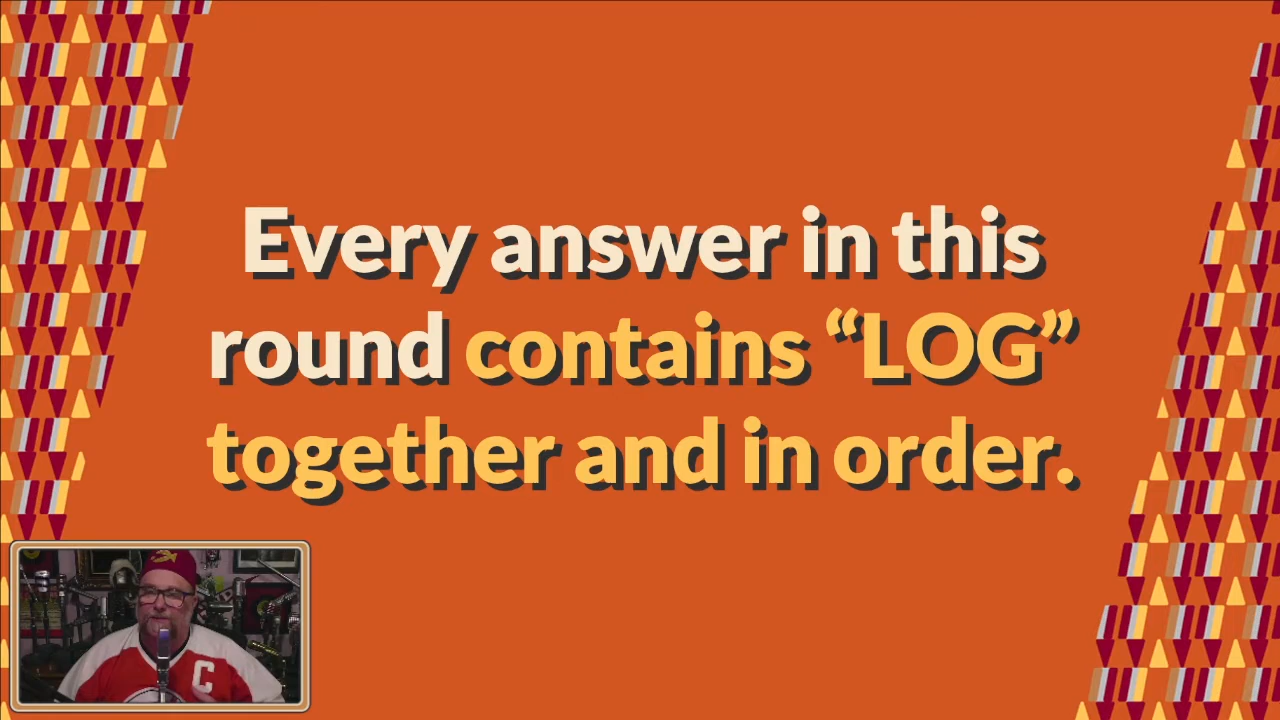 Every answer in this
round contains “LOG”
together and in order.
C